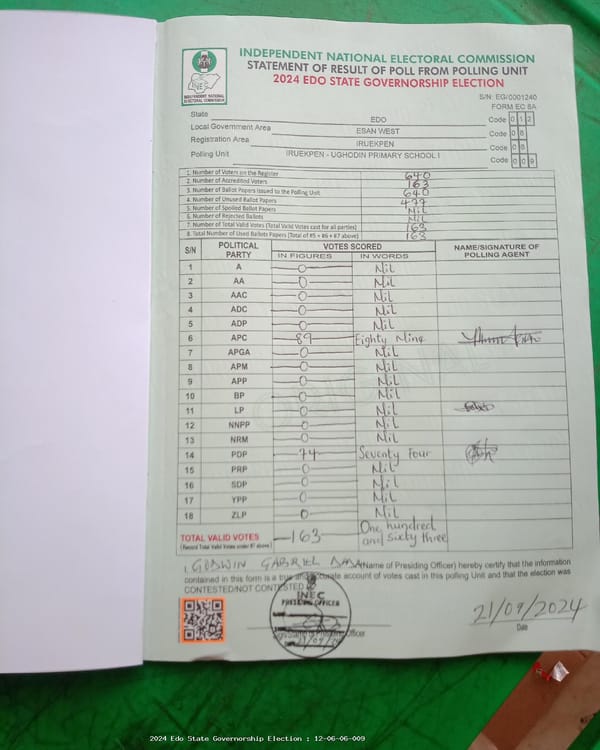 INDEPENDENT NATIONAL ELECTORAL COMMISSION
STATEMENT OF RESULT OF POLL FROM POLLING UNIT
2024 EDO STATE GOVERNORSHIP ELECTION
INEC
INDEPENDENT NATIONAL ELECTORAL COMMISSION
S/N: EG/0001240
FORM EC 8A
State EDO Code 0 1 2
Local Government Area ESAN WEST Code 0 6
Registration Area IRUEKPEN Code 0 6
Polling Unit IRUEKPEN - UGHODIN PRIMARY SCHOOL I Code 0 0 9
1. Number of Voters on the Register 640
2. Number of Accredited Voters 163
3. Number of Ballot Papers Issued to the Polling Unit 640
4. Number of Unused Ballot Papers 477
5. Number of Spoiled Ballot Papers Nil
6. Number of Rejected Ballots Nil
7. Number of Total Valid Votes (Total Valid Votes cast for all parties) 163
8. Total Number of Used Ballots Papers (Total of #5 + #6 + #7 above) 163
S/N POLITICAL PARTY VOTES SCORED NAME/SIGNATURE OF POLLING AGENT
IN FIGURES IN WORDS
1 A 0 Nil
2 AA 0 Nil
3 AAC 0 Nil
4 ADC 0 Nil
5 ADP 0 Nil
6 APC 89 Eighty Nine
7 APGA 0 Nil
8 APM 0 Nil
9 APP 0 Nil
10 BP 0 Nil
11 LP 0 Nil
12 NNPP 0 Nil
13 NRM 0 Nil
14 PDP 74 Seventy Four
15 PRP 0 Nil
16 SDP 0 Nil
17 YPP 0 Nil
18 ZLP 0 Nil
TOTAL VALID VOTES 163 One hundred and sixty three
(Record Total Valid Votes under #7 above)
I, GODWIN GABRIEL (Name of Presiding Officer) hereby certify that the information
contained in this form is a true and accurate account of votes cast in this polling Unit and that the election was
CONTESTED/NOT CONTESTED
INEC
PRESIDING OFFICER
21/09/2024
Date
2024 Edo State Governorship Election : 12-06-06-009